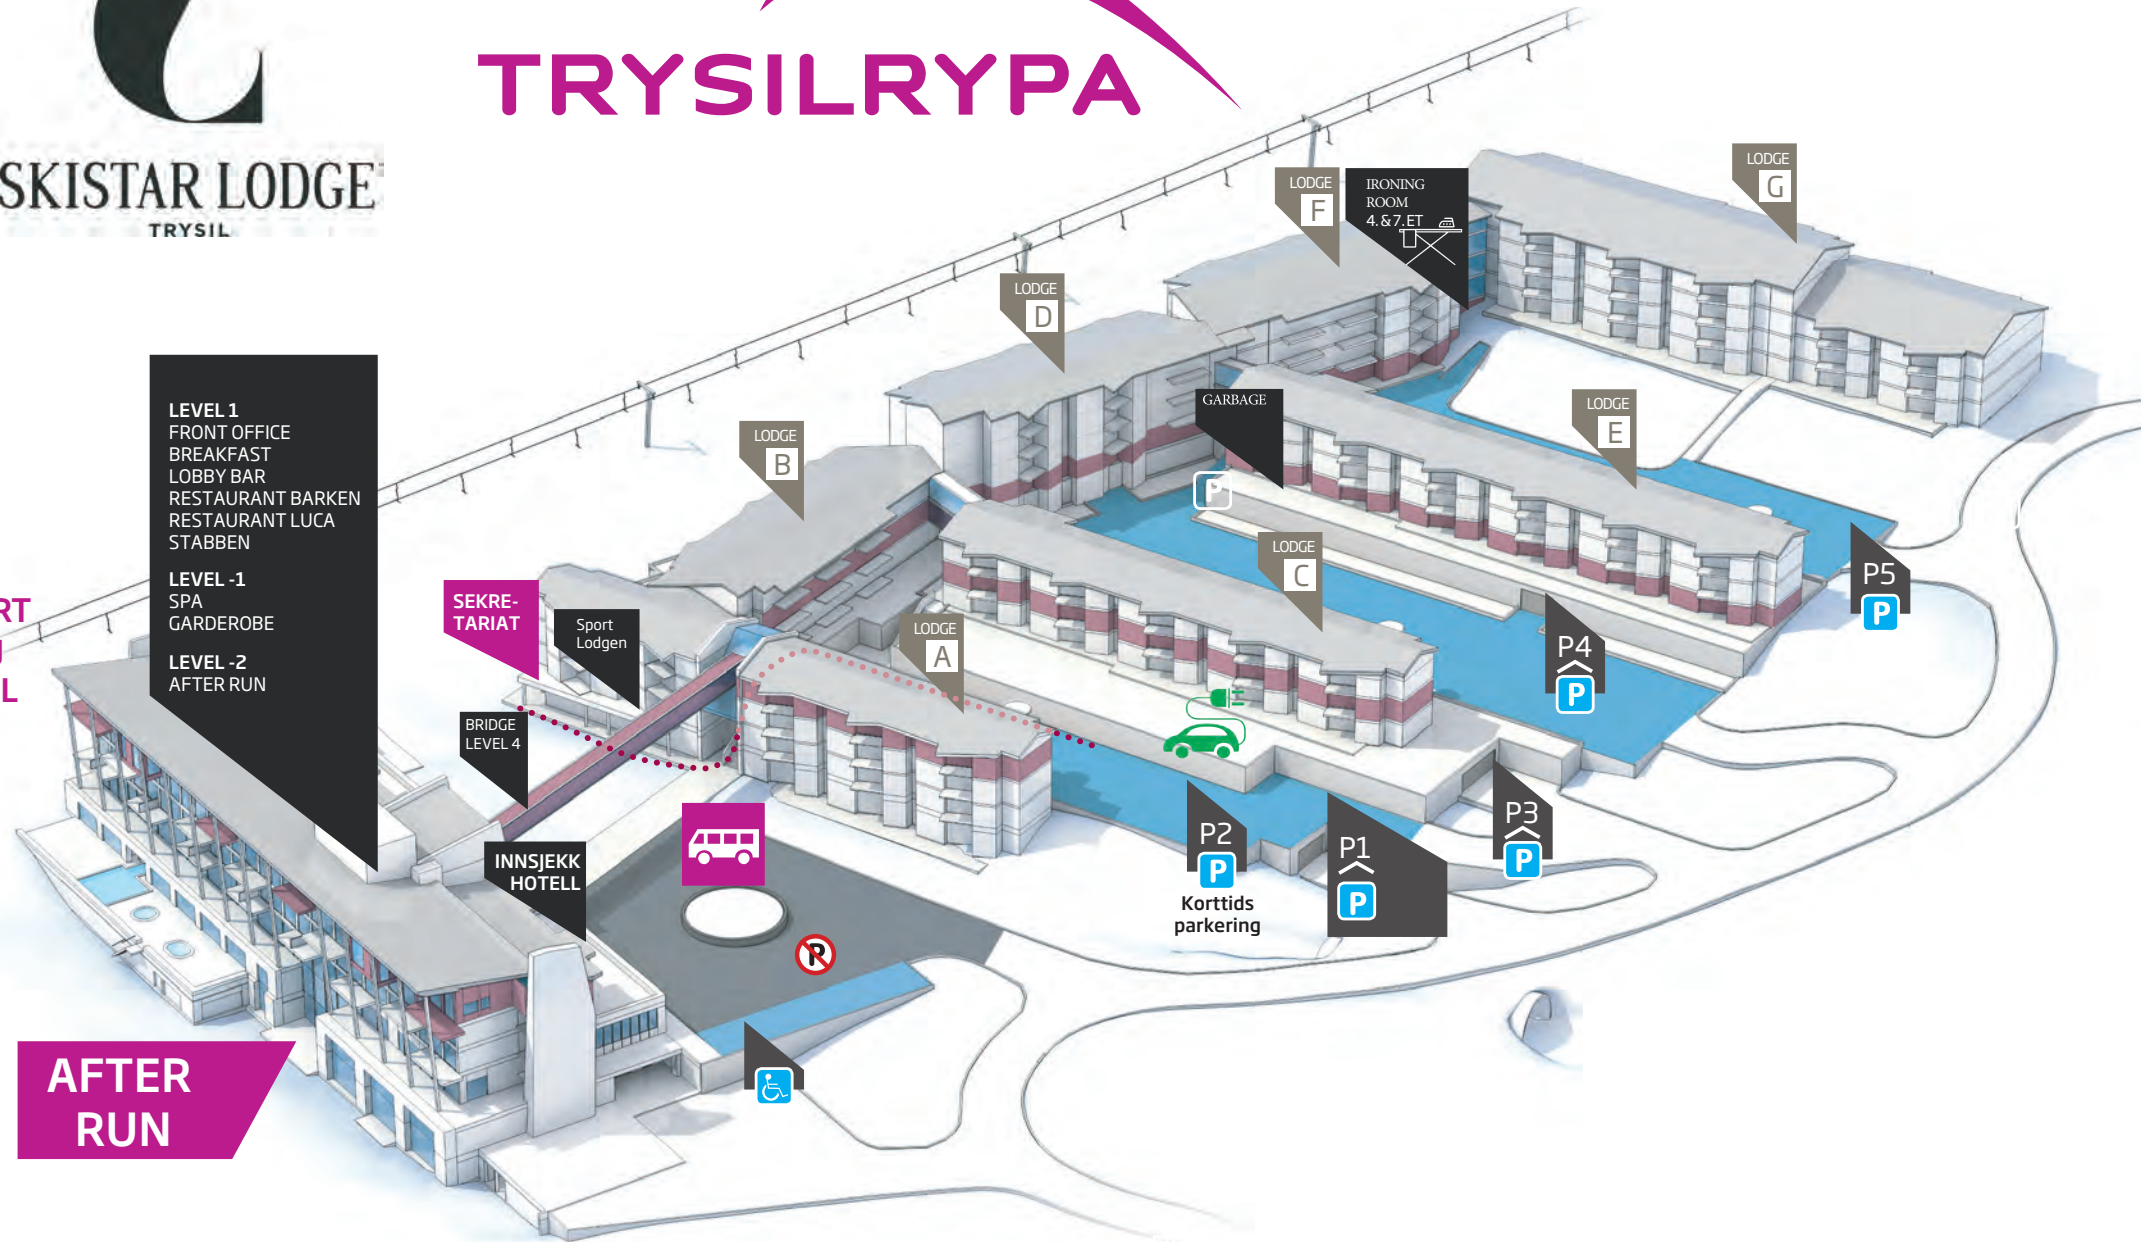 TRYSILRYPA
SKISTAR LODGE
TRYSIL
LODGE
G
LODGE
F
IRONING
ROOM
4. & 7. ET
LODGE
D
LEVEL 1
FRONT OFFICE
BREAKFAST
LOBBY BAR
RESTAURANT BARKEN
RESTAURANT LUCA
STABBEN
LEVEL -1
SPA
GARDEROBE
LEVEL -2
AFTER RUN
GARBAGE
P
LODGE
E
LODGE
B
LODGE
C
P5
P
SEKRE-
TARIAT
Sport
Lodgen
LODGE
A
P4
P
RT
L
BRIDGE
LEVEL 4
P3
P
P2
P
Korttids
parkering
P1
P
INNSJEKK
HOTELL
P
AFTER
RUN